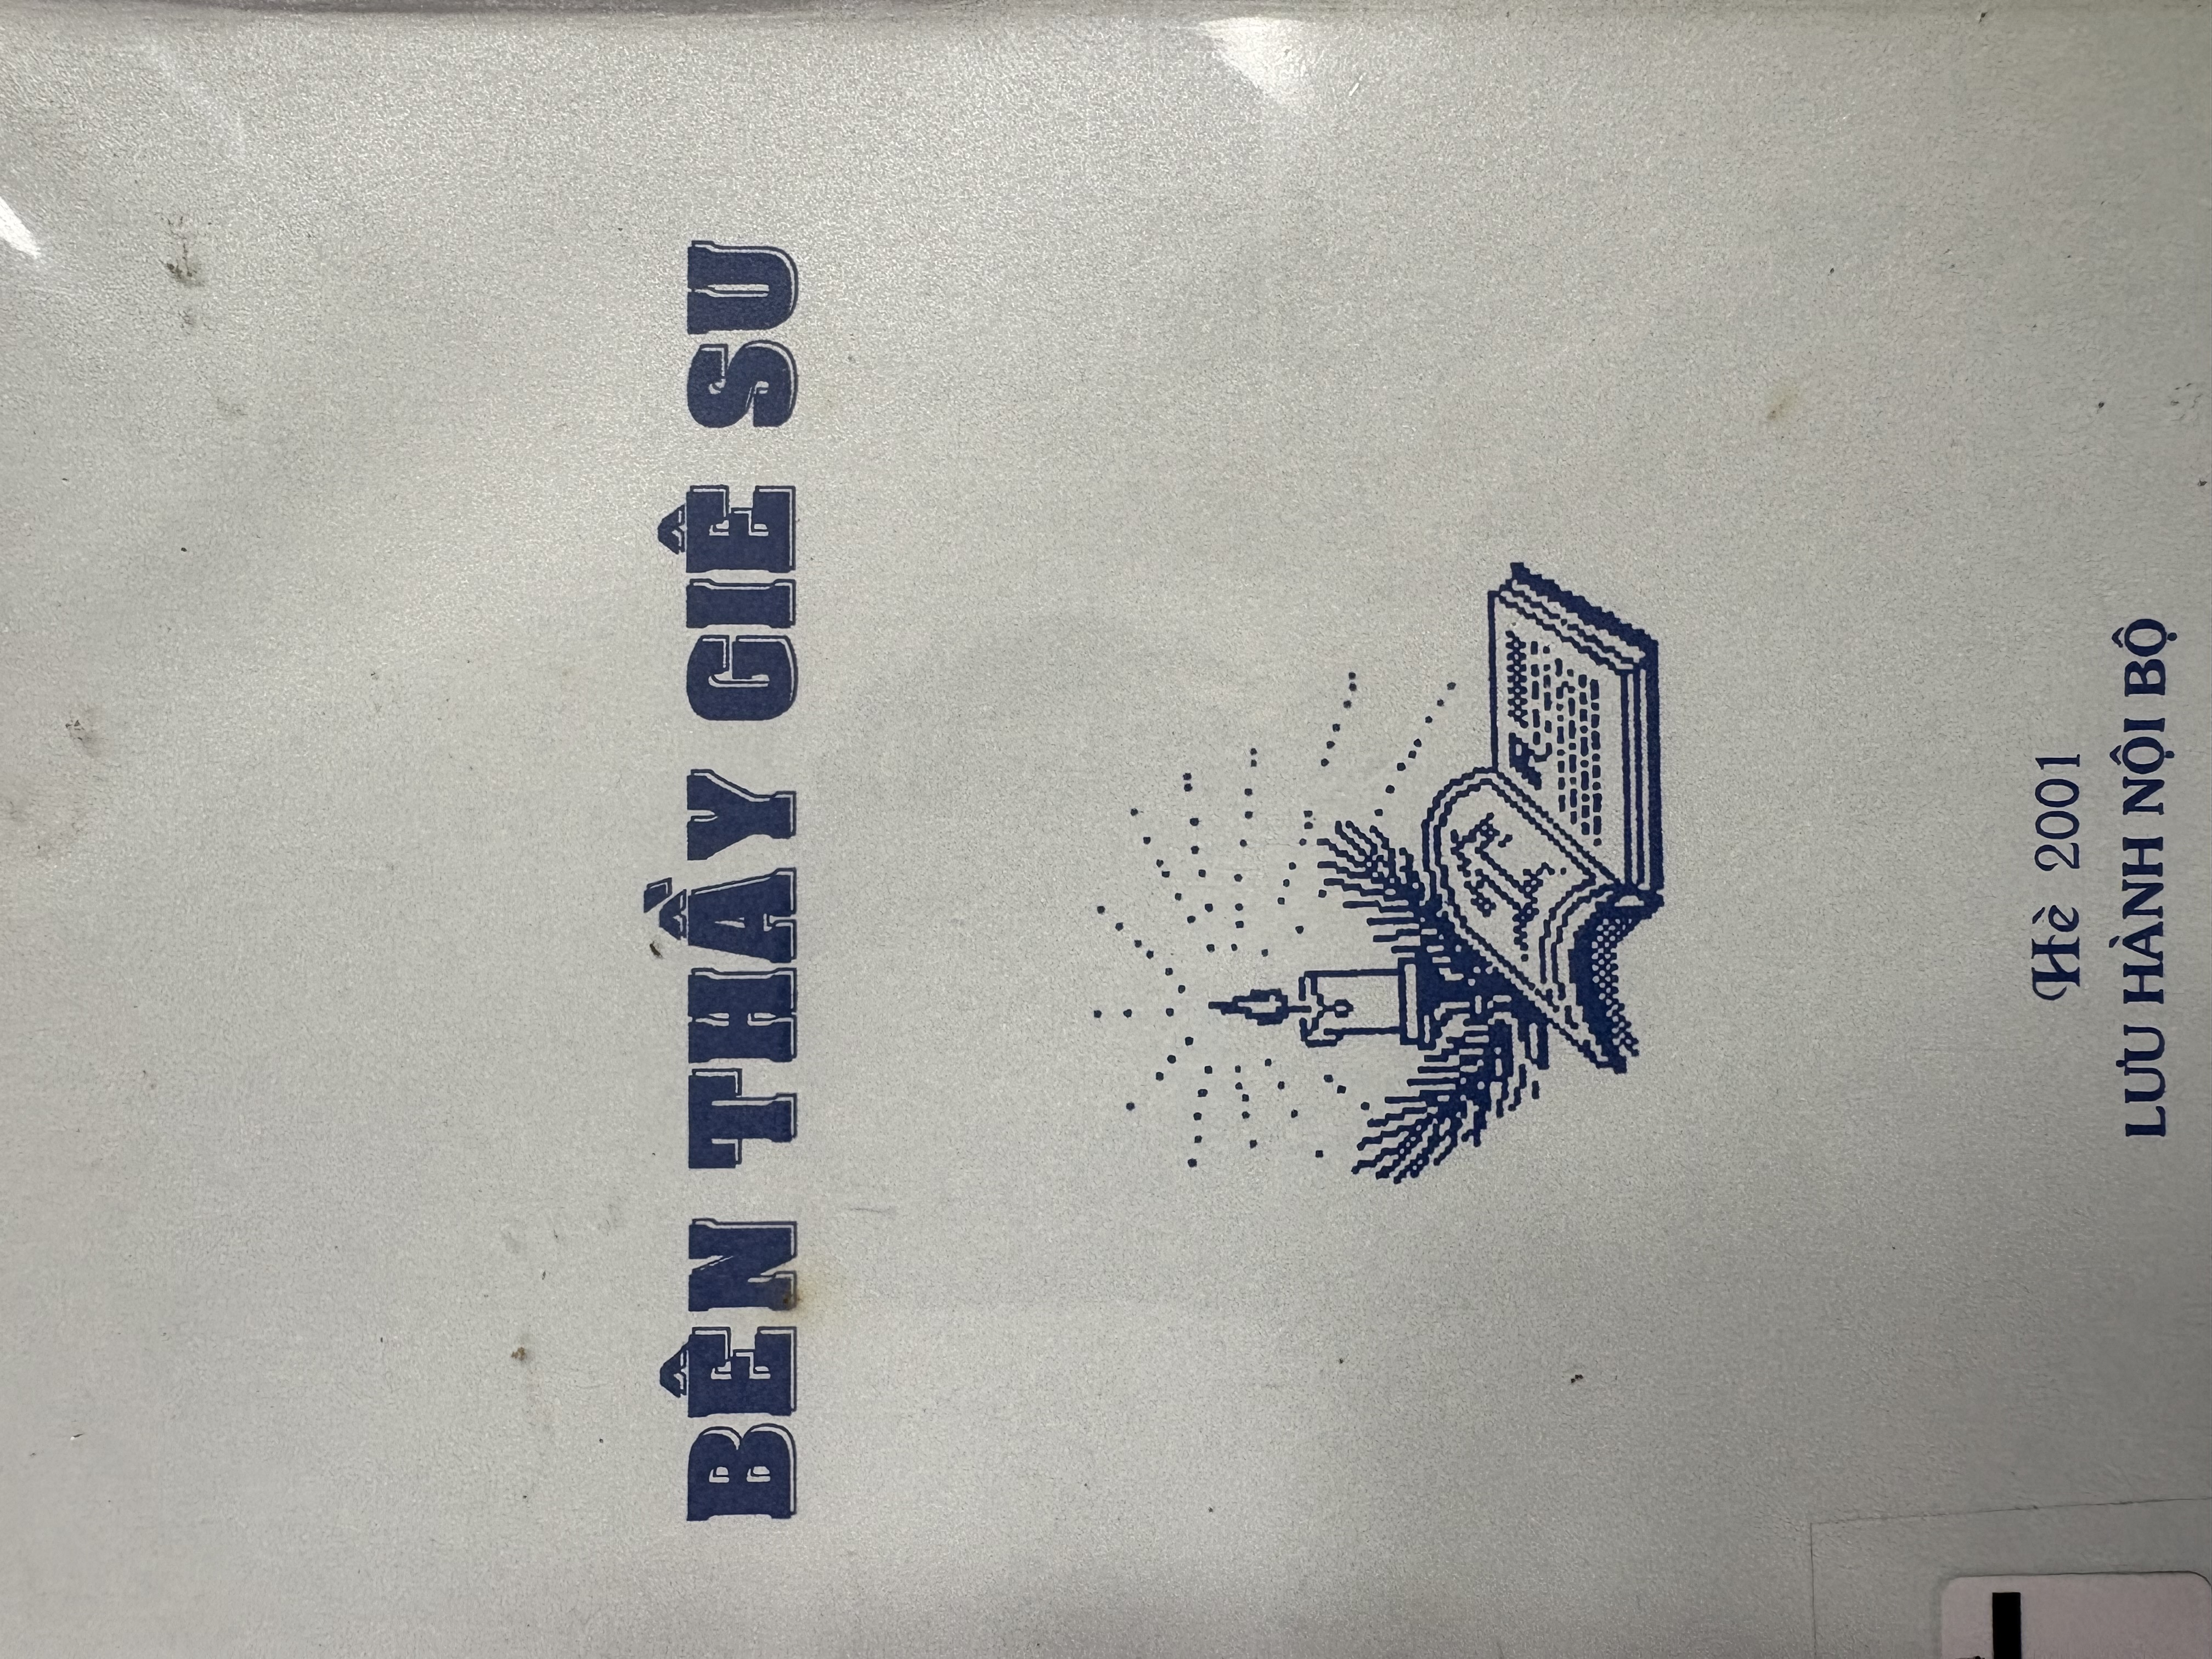 BÊN THẦY GIÊ SU
Hè 2001
LƯU HÀNH NỘI BỘ